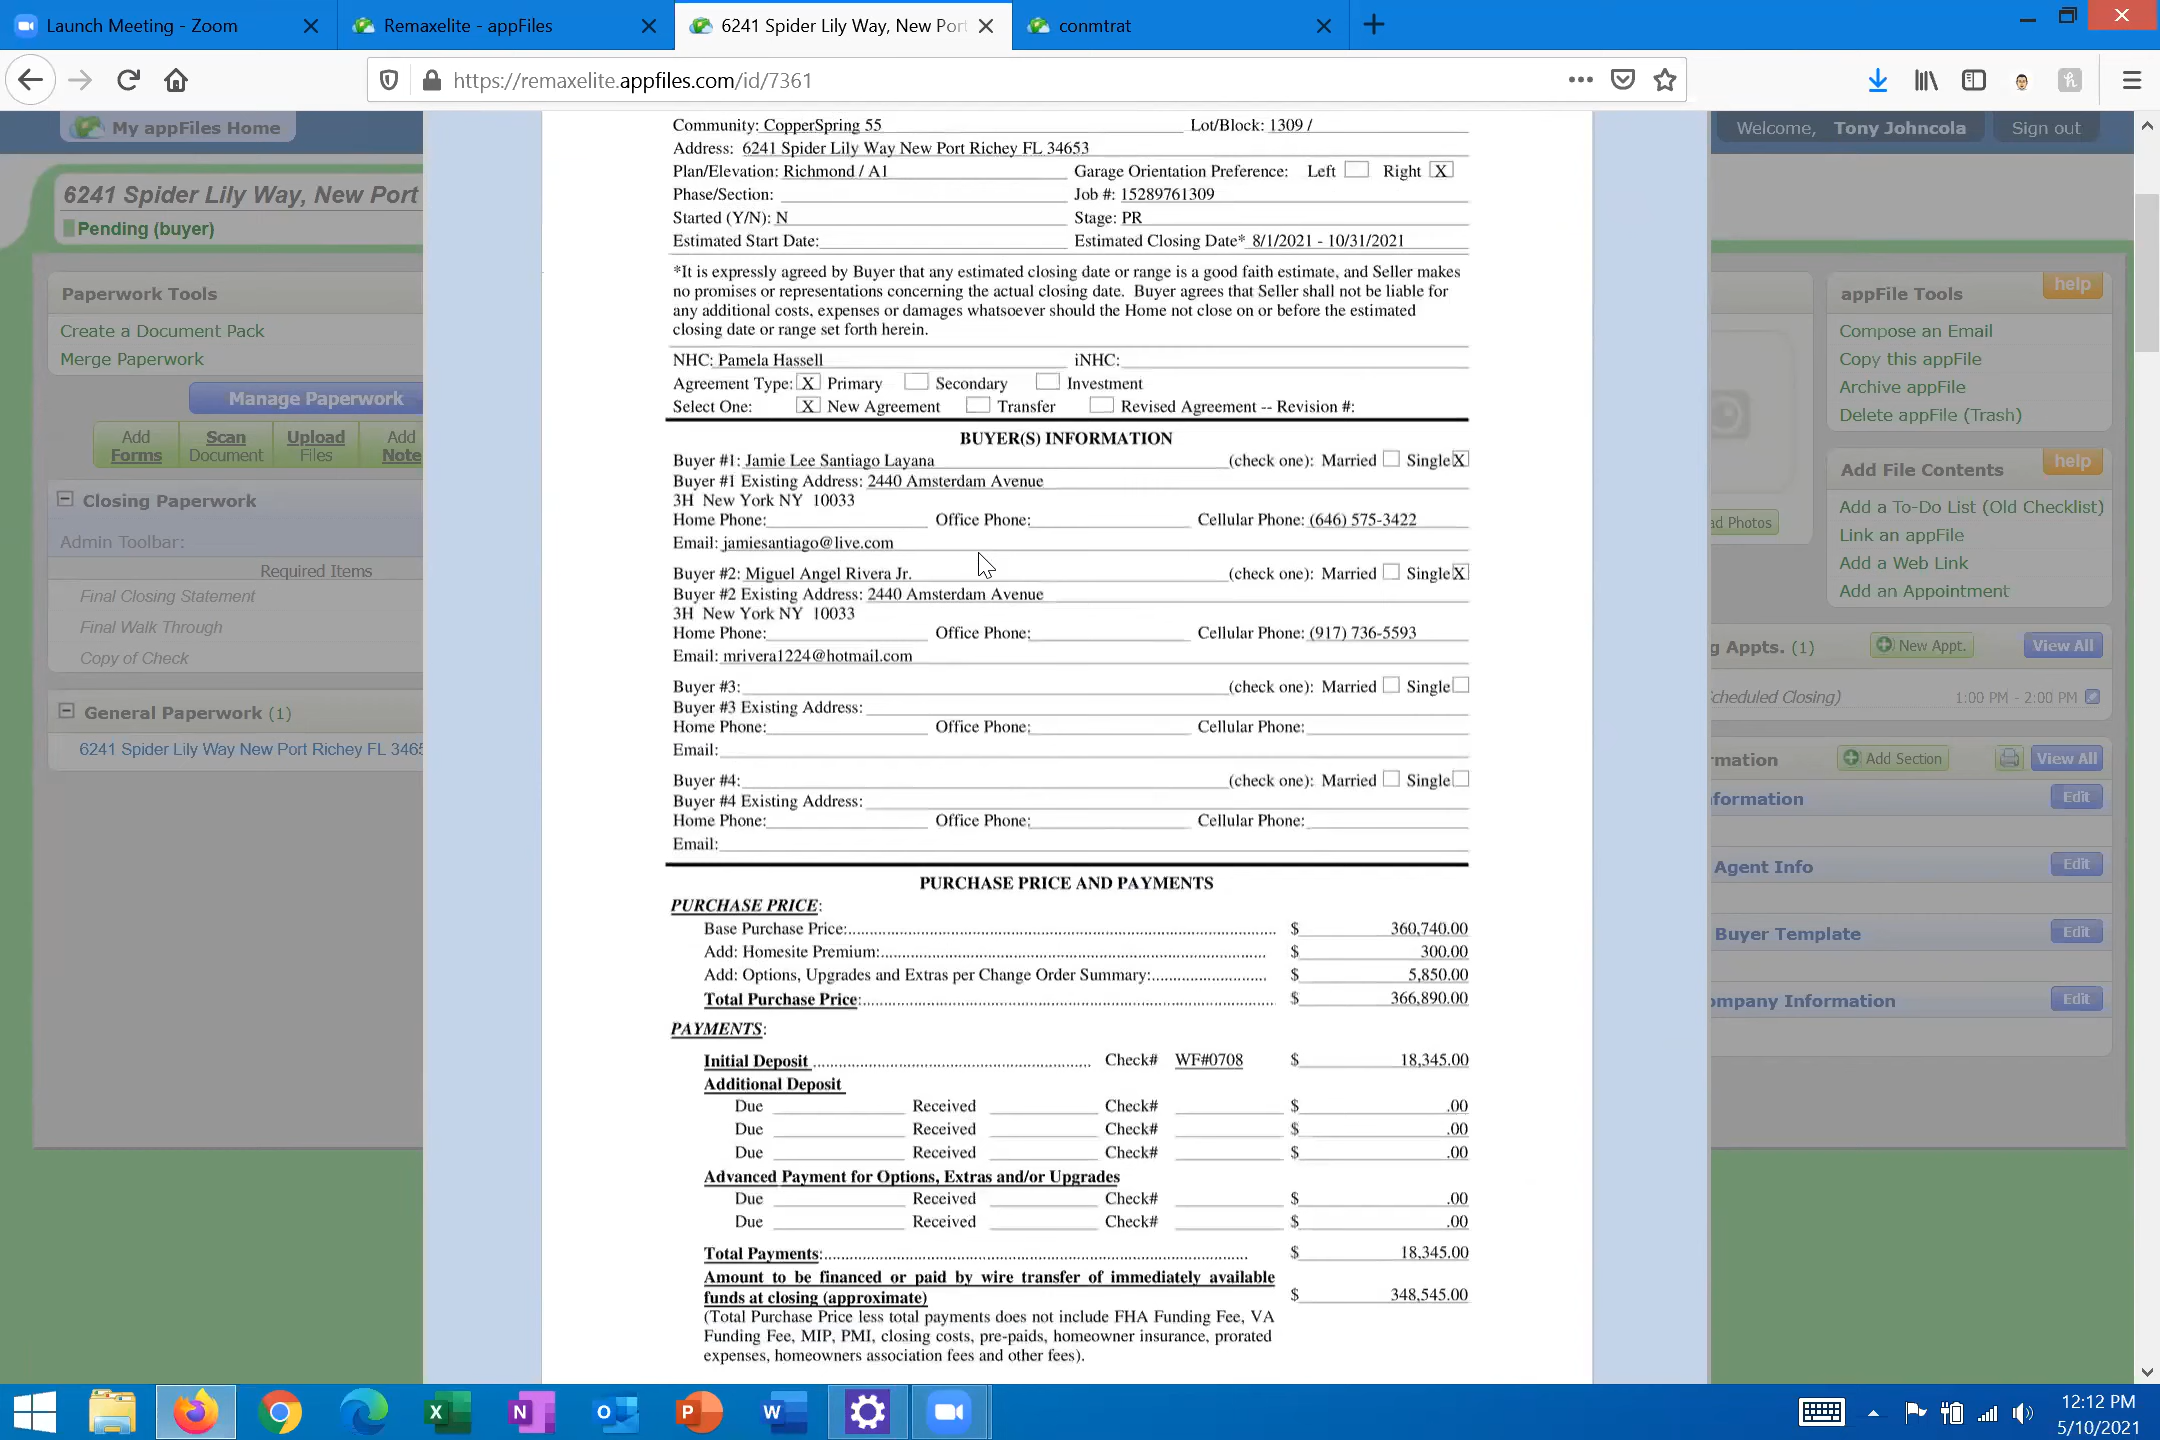 Launch Meeting - Zoom
Remaxelite - appFiles
6241 Spider Lily Way, New Port
conmtrat
https://remaxelite.appfiles.com/id/7361
My appFiles Home
Welcome, Tony Johncola
Sign out
6241 Spider Lily Way, New Port
Pending (buyer)
Paperwork Tools
Create a Document Pack
Merge Paperwork
Manage Paperwork
Add Forms
Scan Document
Upload Files
Add Note
Closing Paperwork
Admin Toolbar:
Required Items
Final Closing Statement
Final Walk Through
Copy of Check
General Paperwork (1)
6241 Spider Lily Way New Port Richey FL 3465
Community: CopperSpring 55 Lot/Block: 1309 /
Address: 6241 Spider Lily Way New Port Richey FL 34653
Plan/Elevation: Richmond / A1 Garage Orientation Preference: Left Right X
Phase/Section: Job #: 15289761309
Started (Y/N): N Stage: PR
Estimated Start Date: Estimated Closing Date* 8/1/2021 - 10/31/2021
*It is expressly agreed by Buyer that any estimated closing date or range is a good faith estimate, and Seller makes
no promises or representations concerning the actual closing date. Buyer agrees that Seller shall not be liable for
any additional costs, expenses or damages whatsoever should the Home not close on or before the estimated
closing date or range set forth herein.
NHC: Pamela Hassell iNHC:
Agreement Type: X Primary Secondary Investment
Select One: X New Agreement Transfer Revised Agreement -- Revision #:
BUYER(S) INFORMATION
Buyer #1: Jamie Lee Santiago Layana (check one): Married Single X
Buyer #1 Existing Address: 2440 Amsterdam Avenue
3H New York NY 10033
Home Phone: Office Phone: Cellular Phone: (646) 575-3422
Email: jamiesantiago@live.com
Buyer #2: Miguel Angel Rivera Jr. (check one): Married Single X
Buyer #2 Existing Address: 2440 Amsterdam Avenue
3H New York NY 10033
Home Phone: Office Phone: Cellular Phone: (917) 736-5593
Email: mrivera1224@hotmail.com
Buyer #3: (check one): Married Single
Buyer #3 Existing Address:
Home Phone: Office Phone: Cellular Phone:
Email:
Buyer #4: (check one): Married Single
Buyer #4 Existing Address:
Home Phone: Office Phone: Cellular Phone:
Email:
PURCHASE PRICE AND PAYMENTS
PURCHASE PRICE:
Base Purchase Price: $ 360,740.00
Add: Homesite Premium: $ 300.00
Add: Options, Upgrades and Extras per Change Order Summary: $ 5,850.00
Total Purchase Price: $ 366,890.00
PAYMENTS:
Initial Deposit Check# WF#0708 $ 18,345.00
Additional Deposit
Due Received Check# $ .00
Due Received Check# $ .00
Due Received Check# $ .00
Advanced Payment for Options, Extras and/or Upgrades
Due Received Check# $ .00
Due Received Check# $ .00
Total Payments: $ 18,345.00
Amount to be financed or paid by wire transfer of immediately available
funds at closing (approximate) $ 348,545.00
(Total Purchase Price less total payments does not include FHA Funding Fee, VA
Funding Fee, MIP, PMI, closing costs, pre-paids, homeowner insurance, prorated
expenses, homeowners association fees and other fees).
appFile Tools
help
Compose an Email
Copy this appFile
Archive appFile
Delete appFile (Trash)
Add File Contents
help
Add a To-Do List (Old Checklist)
Link an appFile
Add a Web Link
Add an Appointment
ad Photos
g Appts. (1) New Appt. View All
cheduled Closing) 1:00 PM - 2:00 PM
mation Add Section View All
formation Edit
Agent Info Edit
Buyer Template Edit
ompany Information Edit
12:12 PM
5/10/2021